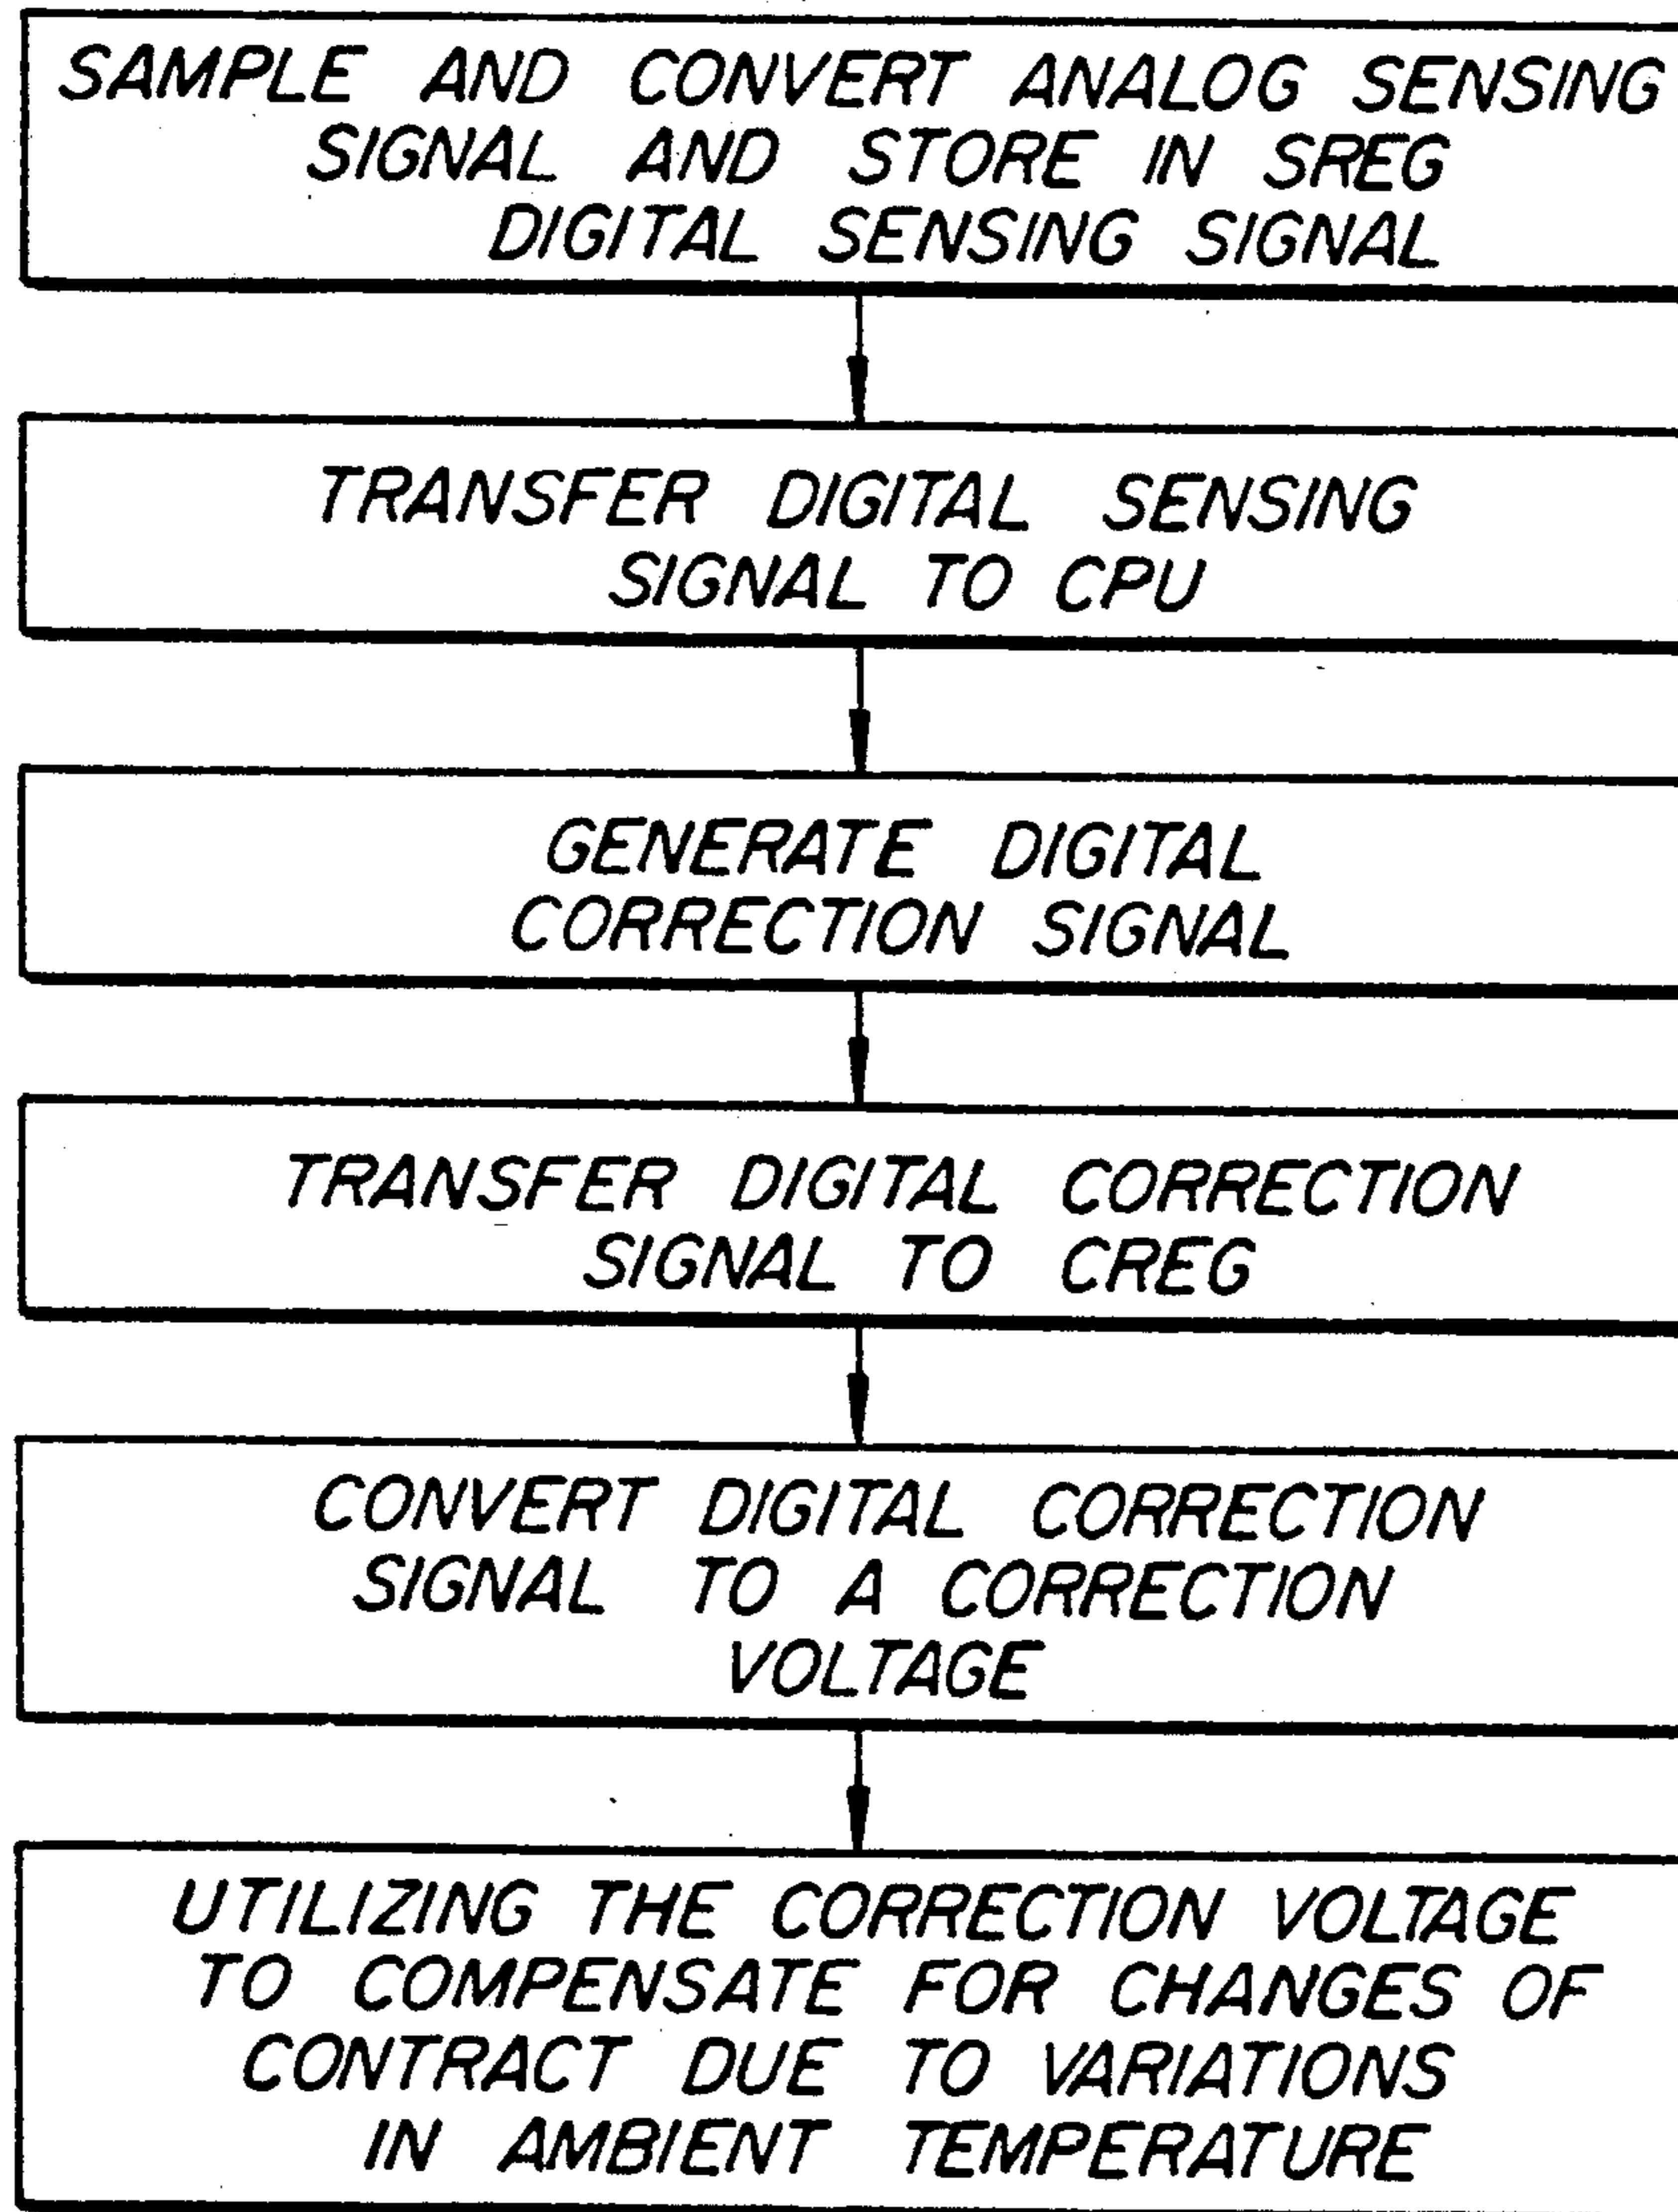 SAMPLE AND CONVERT ANALOG SENSING
SIGNAL AND STORE IN SREG
DIGITAL SENSING SIGNAL
TRANSFER DIGITAL SENSING
SIGNAL TO CPU
GENERATE DIGITAL
CORRECTION SIGNAL
TRANSFER DIGITAL CORRECTION
SIGNAL TO CREG
CONVERT DIGITAL CORRECTION
SIGNAL TO A CORRECTION
VOLTAGE
UTILIZING THE CORRECTION VOLTAGE
TO COMPENSATE FOR CHANGES OF
CONTRACT DUE TO VARIATIONS
IN AMBIENT TEMPERATURE